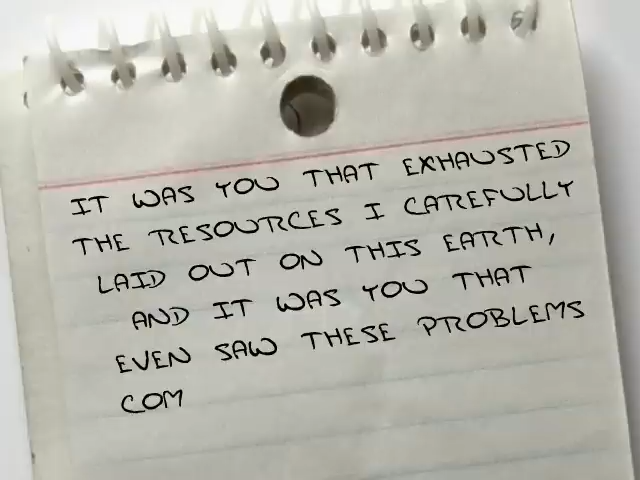 IT WAS YOU THAT EXHAUSTED
THE RESOURCES I CAREFULLY
LAID OUT ON THIS EARTH,
AND IT WAS YOU THAT
EVEN SAW THESE PROBLEMS
COM